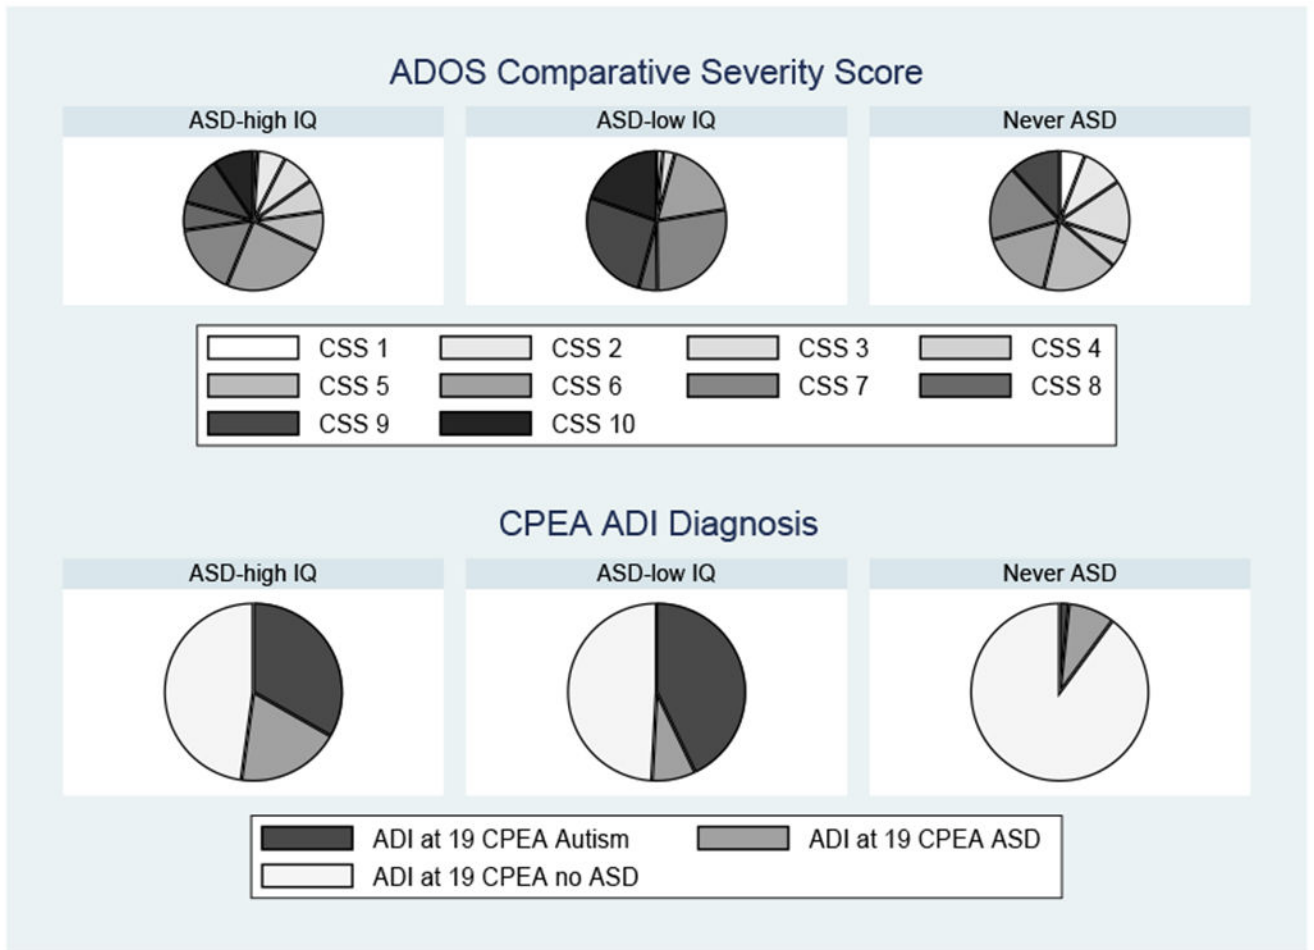 ADOS Comparative Severity Score
ASD-high IQ ASD-low IQ Never ASD
CSS 1 CSS 2 CSS 3 CSS 4
CSS 5 CSS 6 CSS 7 CSS 8
CSS 9 CSS 10
CPEA ADI Diagnosis
ASD-high IQ ASD-low IQ Never ASD
ADI at 19 CPEA Autism ADI at 19 CPEA ASD
ADI at 19 CPEA no ASD